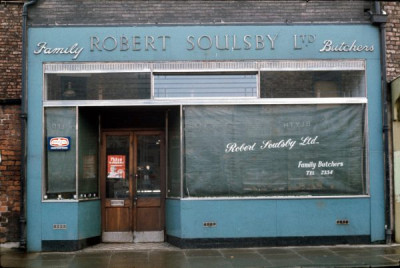 Family ROBERT SOULSBY LTD Butchers
Robert Soulsby Ltd.
Family Butchers